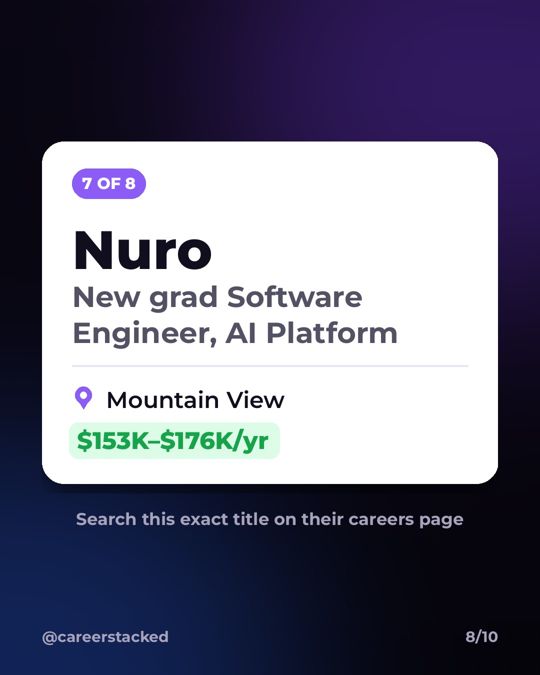 7 OF 8
Nuro
New grad Software
Engineer, AI Platform
Mountain View
$153K–$176K/yr
Search this exact title on their careers page
@careerstacked
8/10